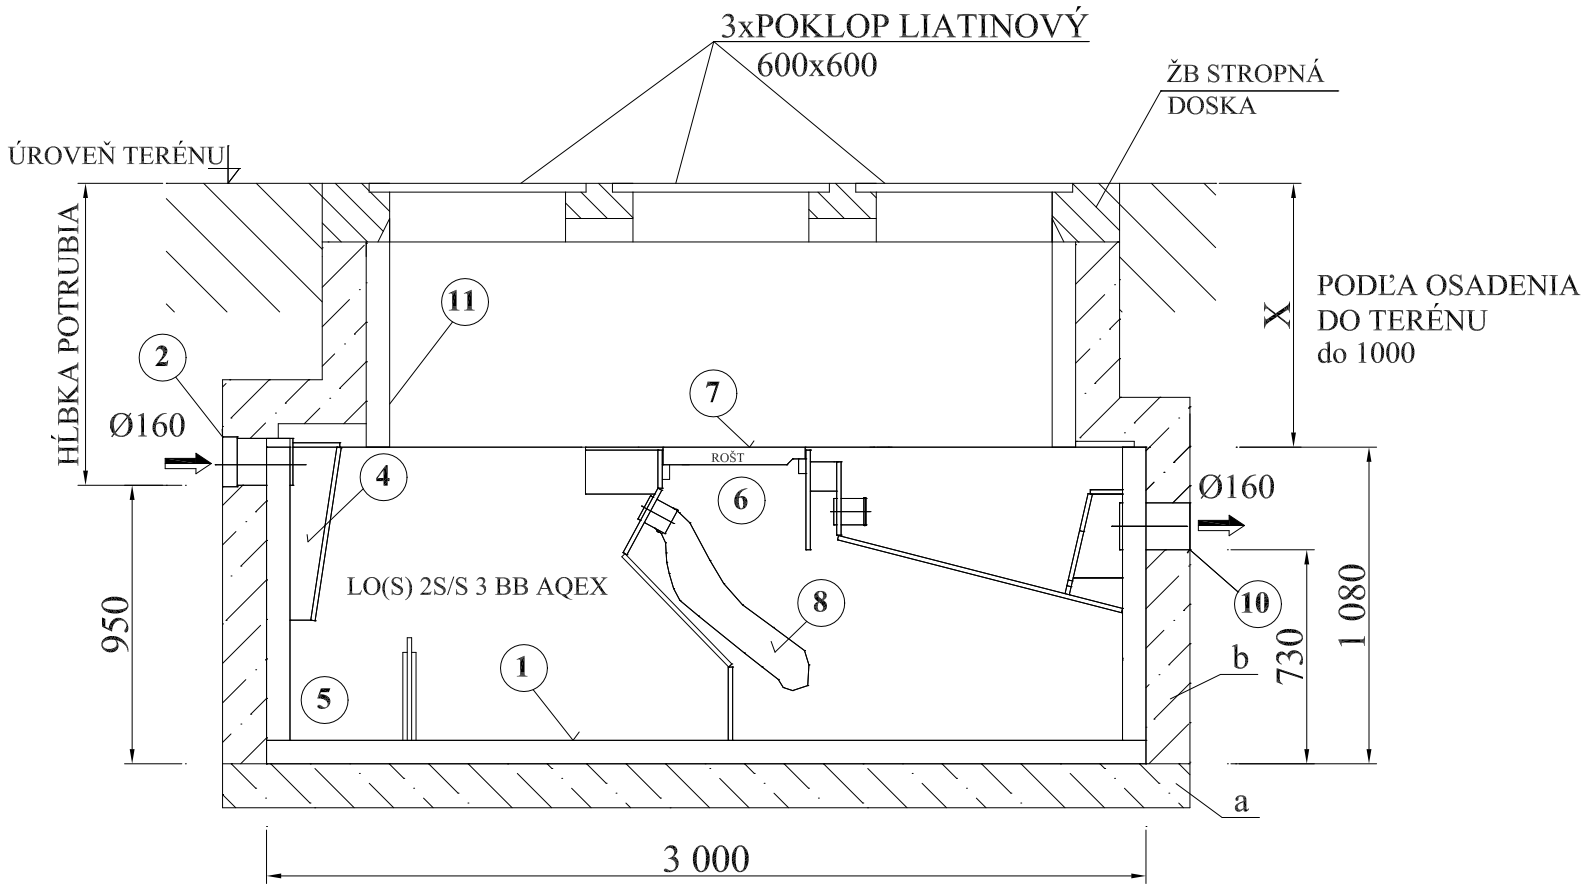 3xPOKLOP LIATINOVÝ
600x600
ŽB STROPNÁ
DOSKA
ÚROVEŇ TERÉNU
HĹBKA POTRUBIA
11
X
PODĽA OSADENIA
DO TERÉNU
do 1000
2
7
Ø160
ROŠT
4
6
Ø160
LO(S) 2S/S 3 BB AQEX
8
10
950
1 080
730
1
b
5
a
3 000